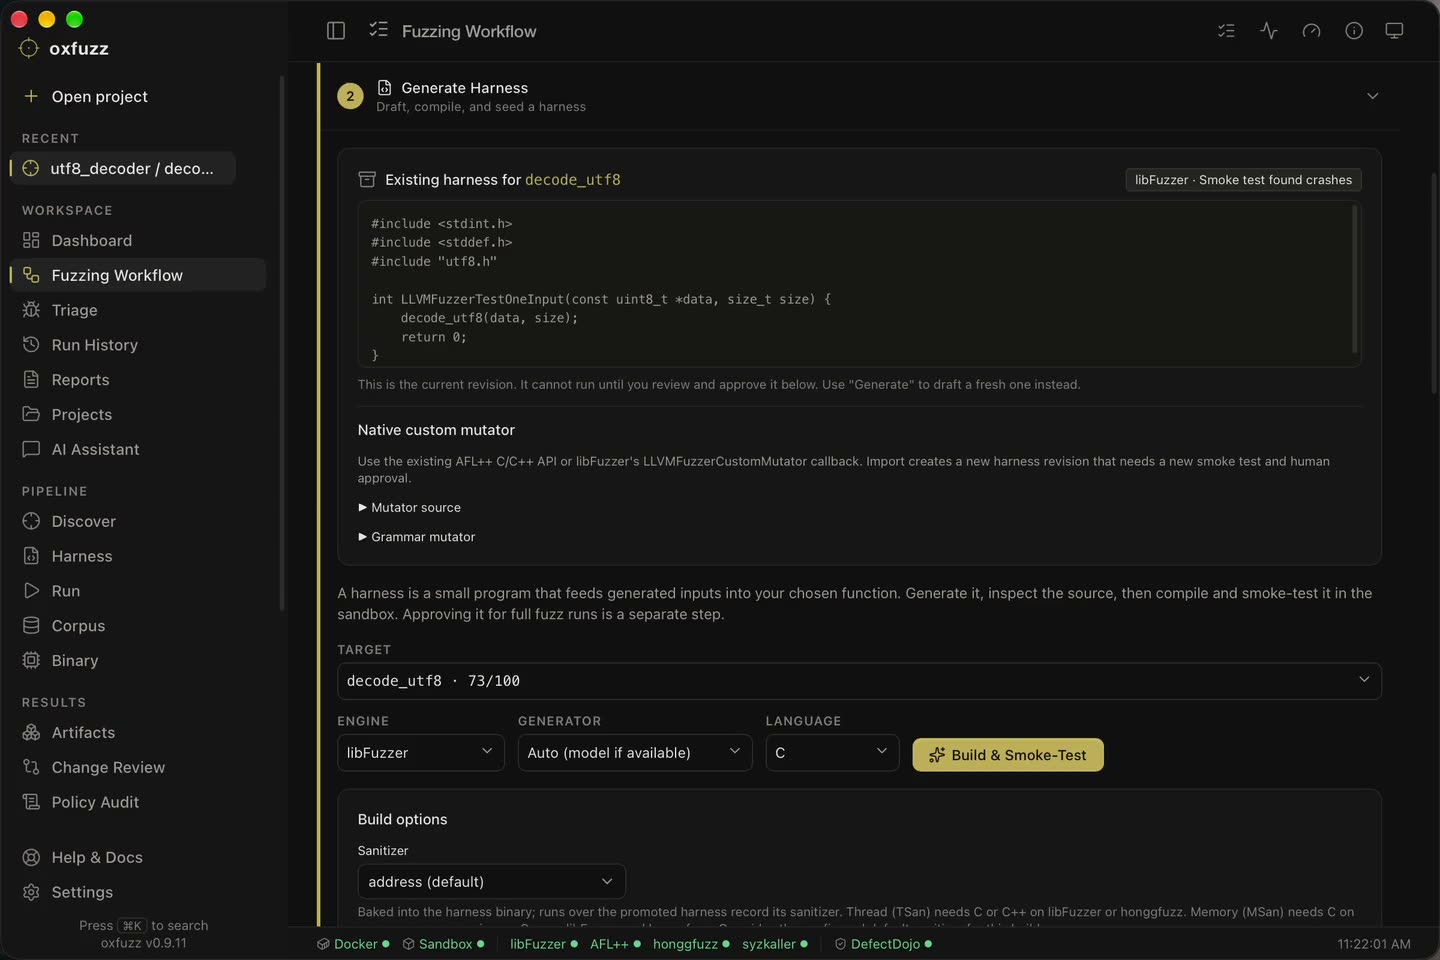 oxfuzz
Open project
RECENT
utf8_decoder / deco...
WORKSPACE
Dashboard
Fuzzing Workflow
Triage
Run History
Reports
Projects
AI Assistant
PIPELINE
Discover
Harness
Run
Corpus
Binary
RESULTS
Artifacts
Change Review
Policy Audit
Help & Docs
Settings
Press ⌘K to search
oxfuzz v0.9.11
Fuzzing Workflow
2
Generate Harness
Draft, compile, and seed a harness
Existing harness for decode_utf8
libFuzzer · Smoke test found crashes
#include <stdint.h>
#include <stddef.h>
#include "utf8.h"
int LLVMFuzzerTestOneInput(const uint8_t *data, size_t size) {
    decode_utf8(data, size);
    return 0;
}
This is the current revision. It cannot run until you review and approve it below. Use "Generate" to draft a fresh one instead.
Native custom mutator
Use the existing AFL++ C/C++ API or libFuzzer's LLVMFuzzerCustomMutator callback. Import creates a new harness revision that needs a new smoke test and human
approval.
▶ Mutator source
▶ Grammar mutator
A harness is a small program that feeds generated inputs into your chosen function. Generate it, inspect the source, then compile and smoke-test it in the
sandbox. Approving it for full fuzz runs is a separate step.
TARGET
decode_utf8 · 73/100
ENGINE GENERATOR LANGUAGE
libFuzzer Auto (model if available) C Build & Smoke-Test
Build options
Sanitizer
address (default)
Baked into the harness binary; runs over the promoted harness record its sanitizer. Thread (TSan) needs C or C++ on libFuzzer or honggfuzz. Memory (MSan) needs C on
Docker Sandbox libFuzzer AFL++ honggfuzz syzkaller DefectDojo 11:22:01 AM